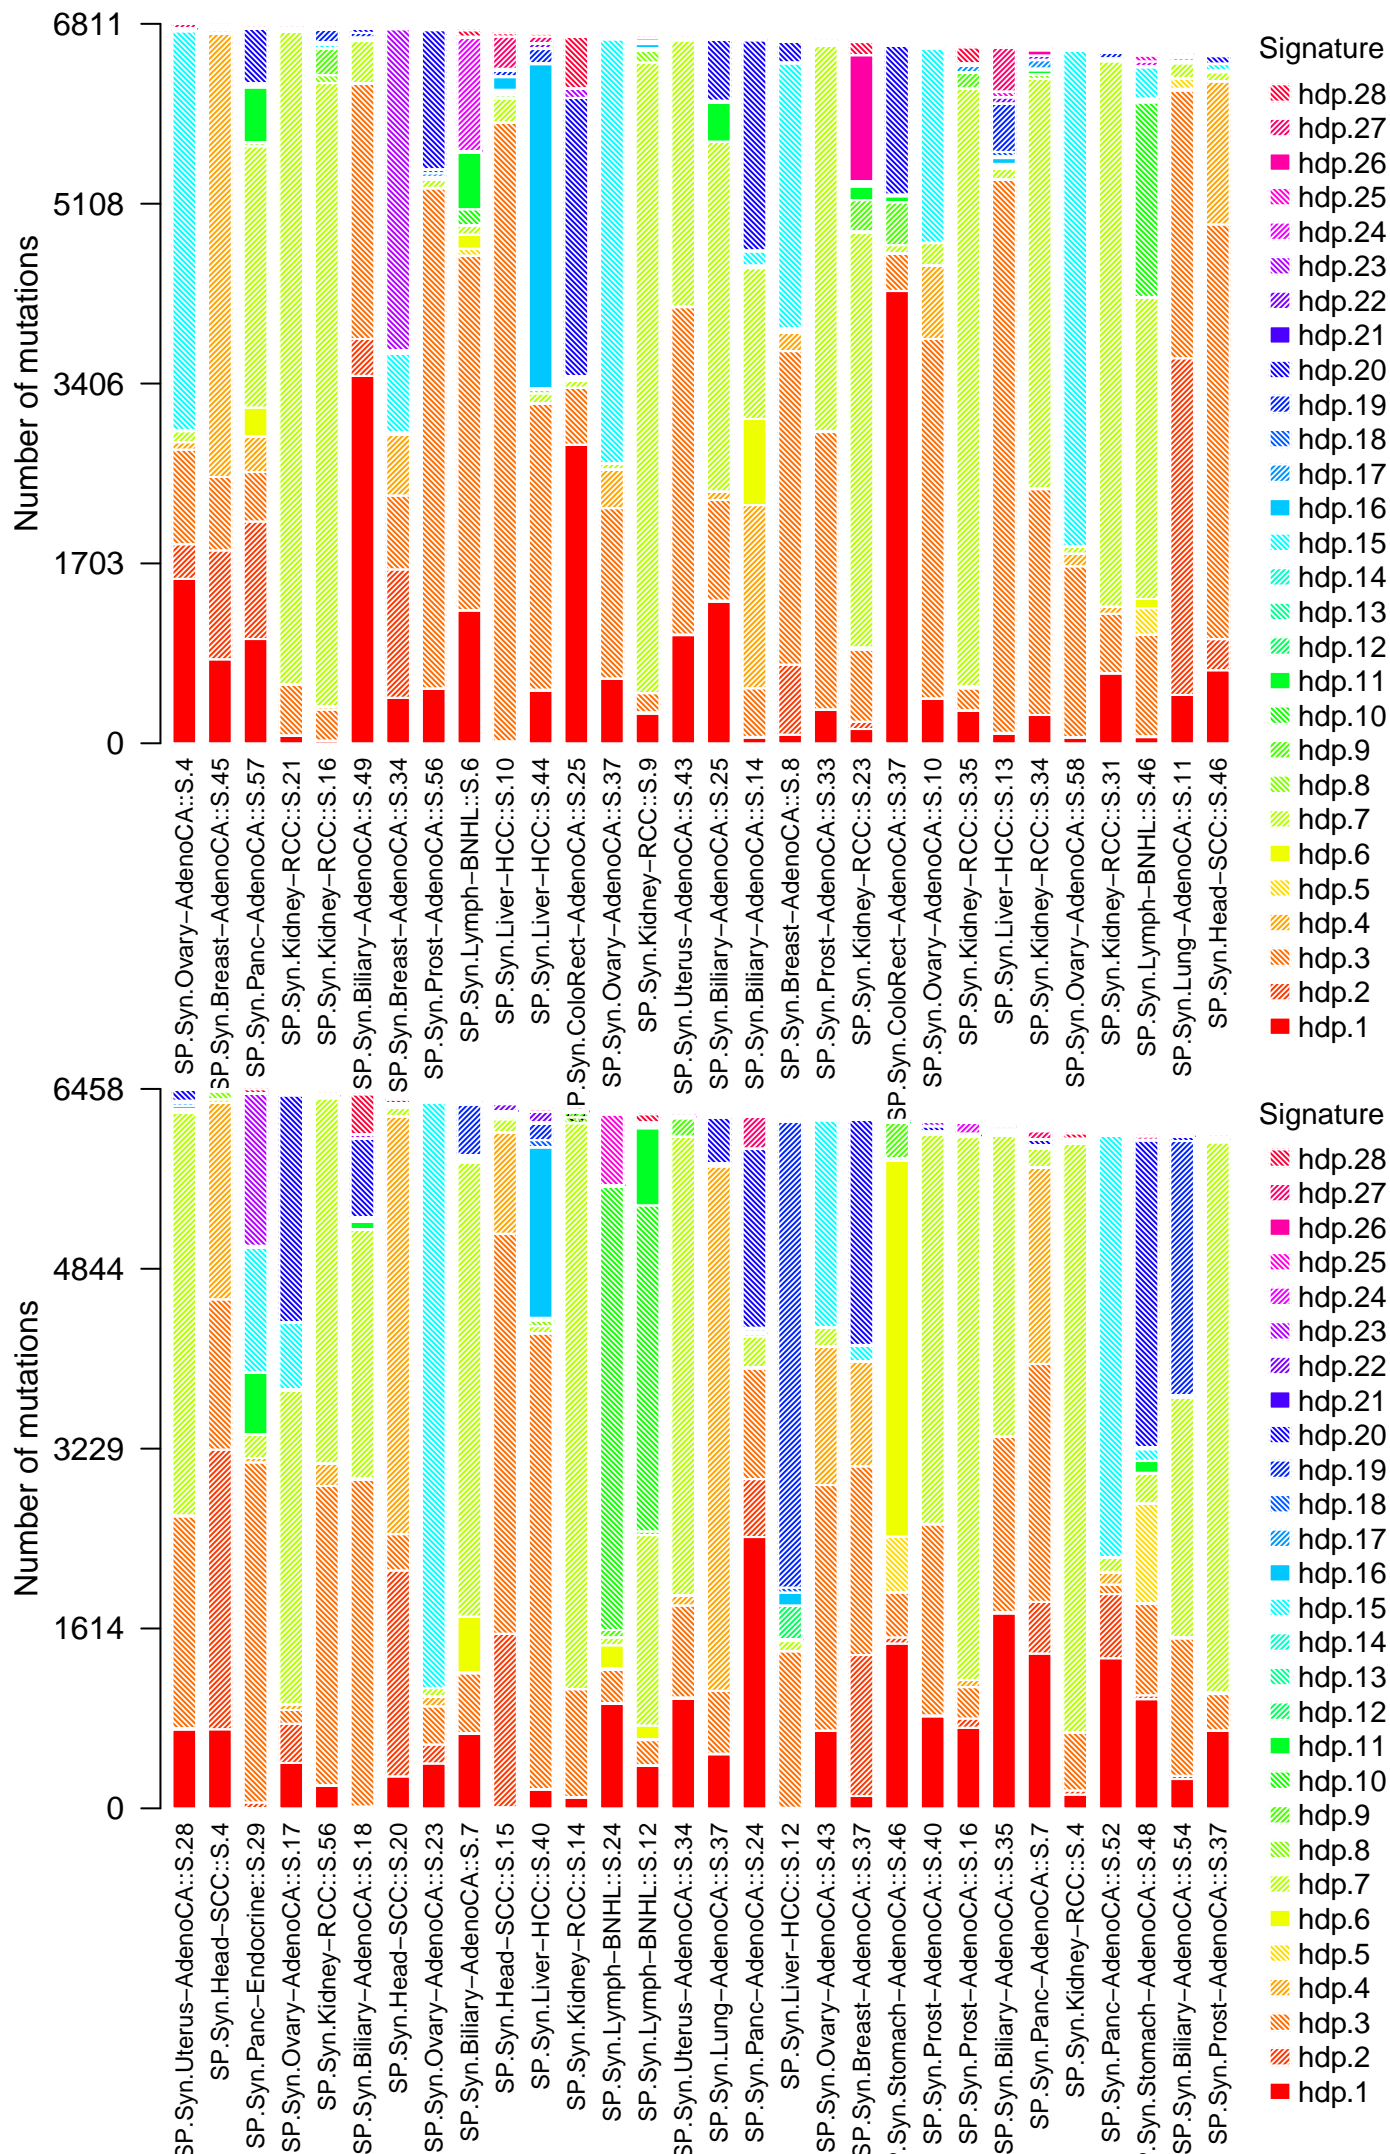 Number of mutations
6811
5108
3406
1703
0
SP.Syn.Ovary−AdenoCA::S.4
SP.Syn.Breast−AdenoCA::S.45
SP.Syn.Panc−AdenoCA::S.57
SP.Syn.Kidney−RCC::S.21
SP.Syn.Kidney−RCC::S.16
SP.Syn.Biliary−AdenoCA::S.49
SP.Syn.Breast−AdenoCA::S.34
SP.Syn.Prost−AdenoCA::S.56
SP.Syn.Lymph−BNHL::S.6
SP.Syn.Liver−HCC::S.10
SP.Syn.Liver−HCC::S.44
P.Syn.ColoRect−AdenoCA::S.25
SP.Syn.Ovary−AdenoCA::S.37
SP.Syn.Kidney−RCC::S.9
SP.Syn.Uterus−AdenoCA::S.43
SP.Syn.Biliary−AdenoCA::S.25
SP.Syn.Biliary−AdenoCA::S.14
SP.Syn.Breast−AdenoCA::S.8
SP.Syn.Prost−AdenoCA::S.33
SP.Syn.Kidney−RCC::S.23
SP.Syn.ColoRect−AdenoCA::S.37
SP.Syn.Ovary−AdenoCA::S.10
SP.Syn.Kidney−RCC::S.35
SP.Syn.Liver−HCC::S.13
SP.Syn.Kidney−RCC::S.34
SP.Syn.Ovary−AdenoCA::S.58
SP.Syn.Kidney−RCC::S.31
SP.Syn.Lymph−BNHL::S.46
SP.Syn.Lung−AdenoCA::S.11
SP.Syn.Head−SCC::S.46
Signature
hdp.28
hdp.27
hdp.26
hdp.25
hdp.24
hdp.23
hdp.22
hdp.21
hdp.20
hdp.19
hdp.18
hdp.17
hdp.16
hdp.15
hdp.14
hdp.13
hdp.12
hdp.11
hdp.10
hdp.9
hdp.8
hdp.7
hdp.6
hdp.5
hdp.4
hdp.3
hdp.2
hdp.1
Number of mutations
6458
4844
3229
1614
0
SP.Syn.Uterus−AdenoCA::S.28
SP.Syn.Head−SCC::S.4
SP.Syn.Panc−Endocrine::S.29
SP.Syn.Ovary−AdenoCA::S.17
SP.Syn.Kidney−RCC::S.56
SP.Syn.Biliary−AdenoCA::S.18
SP.Syn.Head−SCC::S.20
SP.Syn.Ovary−AdenoCA::S.23
SP.Syn.Biliary−AdenoCA::S.7
SP.Syn.Head−SCC::S.15
SP.Syn.Liver−HCC::S.40
SP.Syn.Kidney−RCC::S.14
SP.Syn.Lymph−BNHL::S.24
SP.Syn.Lymph−BNHL::S.12
SP.Syn.Uterus−AdenoCA::S.34
SP.Syn.Lung−AdenoCA::S.37
SP.Syn.Panc−AdenoCA::S.24
SP.Syn.Liver−HCC::S.12
SP.Syn.Ovary−AdenoCA::S.43
SP.Syn.Breast−AdenoCA::S.37
.Syn.Stomach−AdenoCA::S.46
SP.Syn.Prost−AdenoCA::S.40
SP.Syn.Prost−AdenoCA::S.16
SP.Syn.Biliary−AdenoCA::S.35
SP.Syn.Panc−AdenoCA::S.7
SP.Syn.Kidney−RCC::S.4
SP.Syn.Panc−AdenoCA::S.52
.Syn.Stomach−AdenoCA::S.48
SP.Syn.Biliary−AdenoCA::S.54
SP.Syn.Prost−AdenoCA::S.37
Signature
hdp.28
hdp.27
hdp.26
hdp.25
hdp.24
hdp.23
hdp.22
hdp.21
hdp.20
hdp.19
hdp.18
hdp.17
hdp.16
hdp.15
hdp.14
hdp.13
hdp.12
hdp.11
hdp.10
hdp.9
hdp.8
hdp.7
hdp.6
hdp.5
hdp.4
hdp.3
hdp.2
hdp.1